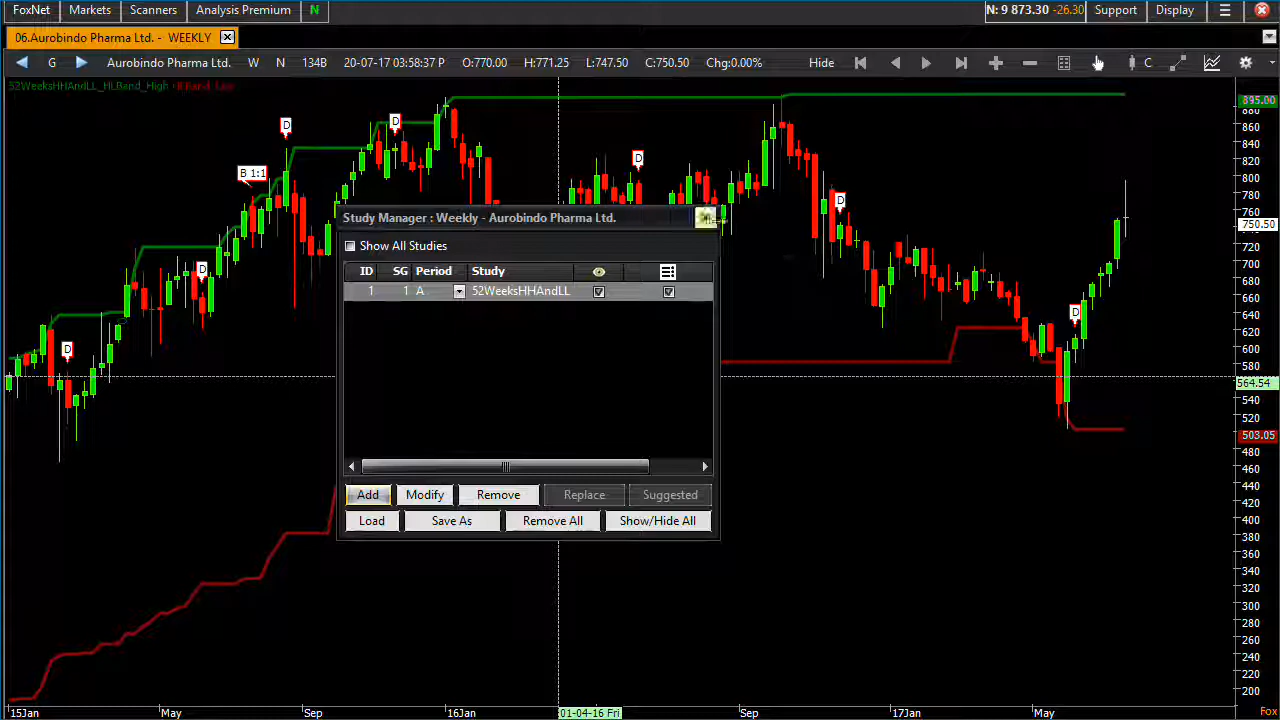 FoxNet Markets Scanners Analysis Premium N N: 9 873.30 -26.30 Support Display
06.Aurobindo Pharma Ltd. - WEEKLY
G Aurobindo Pharma Ltd. W N 134B 20-07-17 03:58:37 P O:770.00 H:771.25 L:747.50 C:750.50 Chg:0.00% Hide C
52WeeksHHAndLL_HLBand_High
895.00
880
860
840
820
800
780
760
750.50
720
700
680
660
640
620
600
580
564.54
540
520
503.05
480
460
440
420
400
380
360
340
320
300
280
260
240
220
200
D
D
D
B 1:1
D
D
D
D
D
Study Manager : Weekly - Aurobindo Pharma Ltd.
Show All Studies
ID SG Period Study
1 1 A 52WeeksHHAndLL
Add Modify Remove Replace Suggested
Load Save As Remove All Show/Hide All
15Jan May Sep 16Jan 01-04-16 Fri Sep 17Jan May Fox